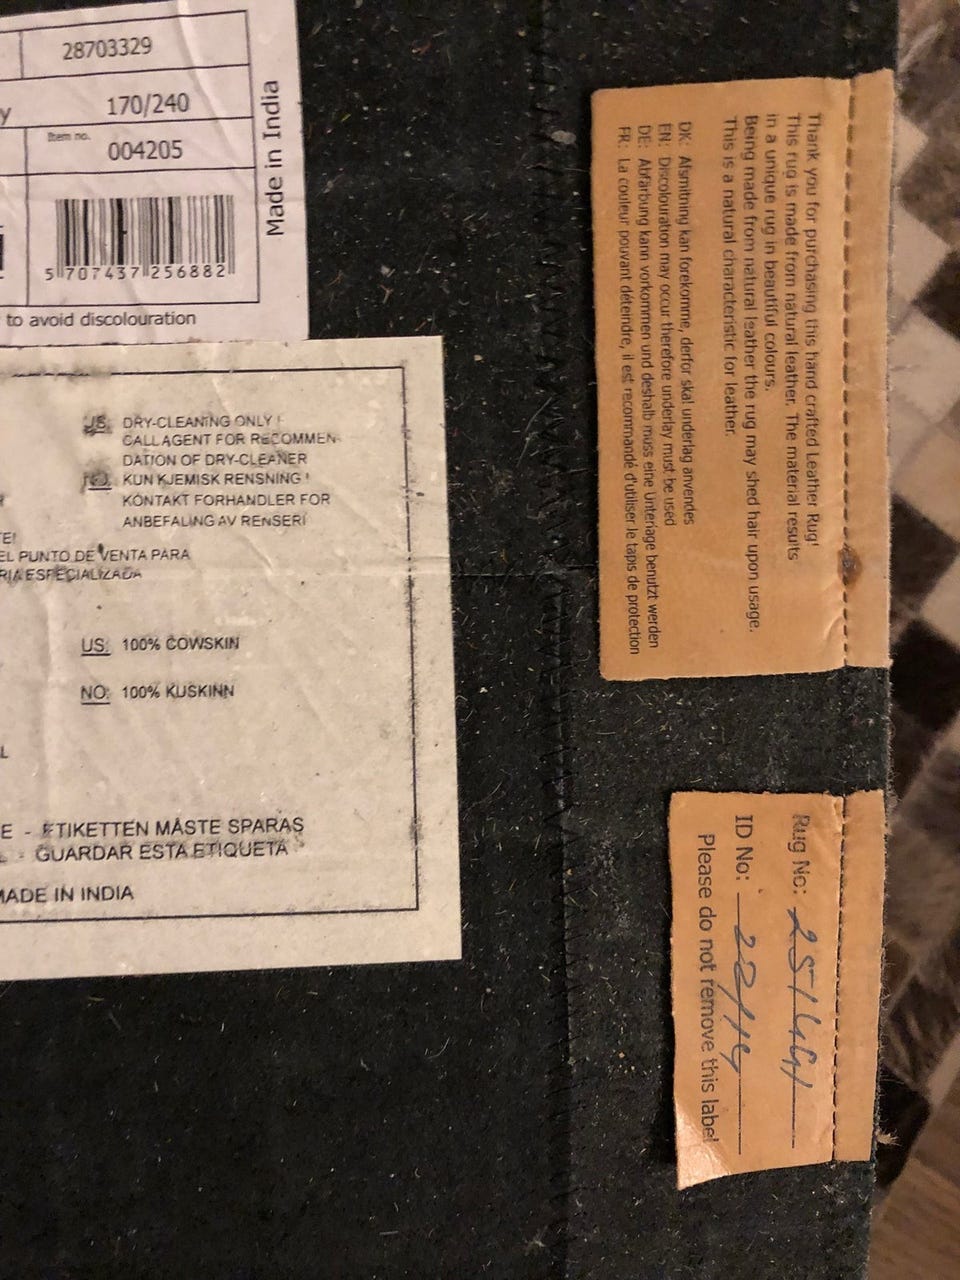 28703329
170/240
Item no.
004205
5 707437 256882
to avoid discolouration
Made in India
US: DRY-CLEANING ONLY !
CALL AGENT FOR RECOMMEN-
DATION OF DRY-CLEANER
NO: KUN KJEMISK RENSNING !
KONTAKT FORHANDLER FOR
ANBEFALING AV RENSERI
EL PUNTO DE VENTA PARA
ESPECIALIZADA
US: 100% COWSKIN
NO: 100% KUSKINN
E - ETIKETTEN MÅSTE SPARAS
- GUARDAR ESTA ETIQUETA
MADE IN INDIA
Thank you for purchasing this hand crafted Leather Rug!
This rug is made from natural leather. The material results
in a unique rug in beautiful colours.
Being made from natural leather the rug may shed hair upon usage.
This is a natural characteristic for leather.
DK: Afsmitning kan forekomme, derfor skal underlag anvendes
EN: Discolouration may occur therefore underlay must be used
DE: Abfärbung kann vorkommen und deshalb muss eine Unterlage benutzt werden
FR: La couleur pouvant déteindre, il est recommandé d'utiliser le tapis de protection
Rug No:
ID No:
Please do not remove this label